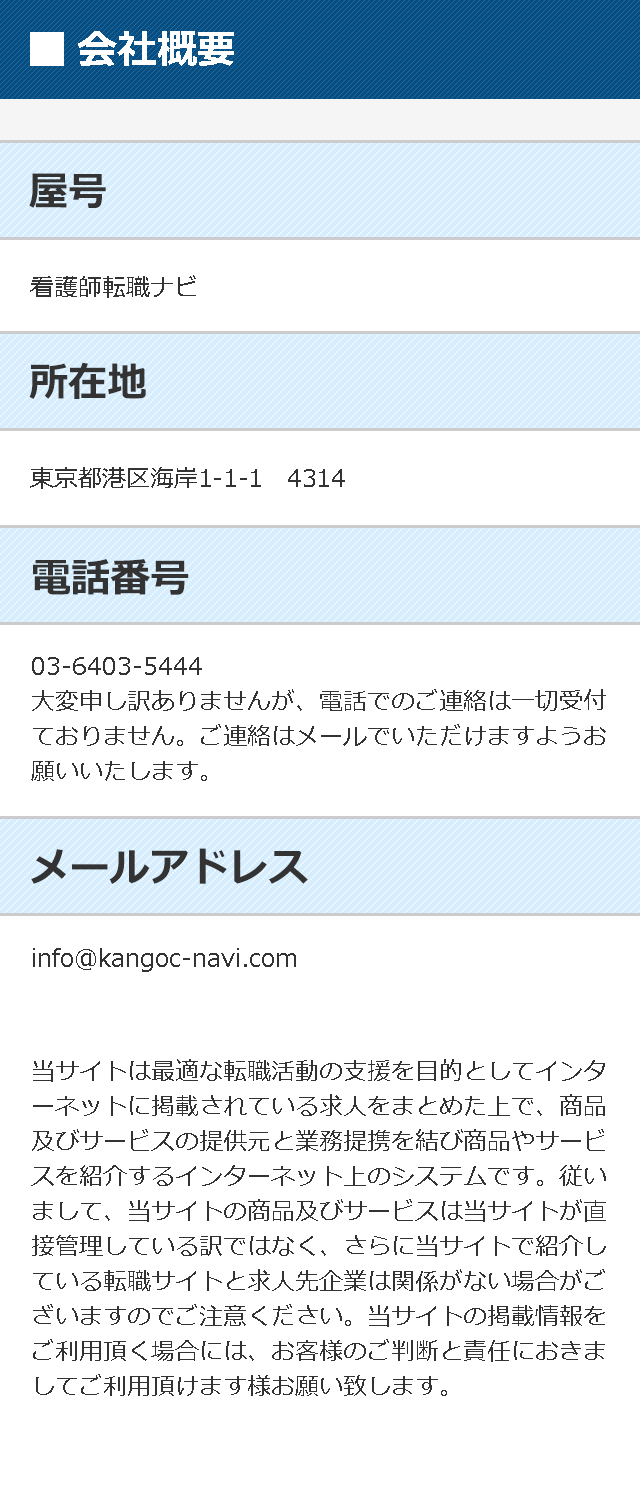 ■ 会社概要
屋号
看護師転職ナビ
所在地
東京都港区海岸1-1-1　4314
電話番号
03-6403-5444
大変申し訳ありませんが、電話でのご連絡は一切受付
ておりません。ご連絡はメールでいただけますようお
願いいたします。
メールアドレス
info@kangoc-navi.com
当サイトは最適な転職活動の支援を目的としてインタ
ーネットに掲載されている求人をまとめた上で、商品
及びサービスの提供元と業務提携を結び商品やサービ
スを紹介するインターネット上のシステムです。従い
まして、当サイトの商品及びサービスは当サイトが直
接管理している訳ではなく、さらに当サイトで紹介し
ている転職サイトと求人先企業は関係がない場合がご
ざいますのでご注意ください。当サイトの掲載情報を
ご利用頂く場合には、お客様のご判断と責任におきま
してご利用頂けます様お願い致します。